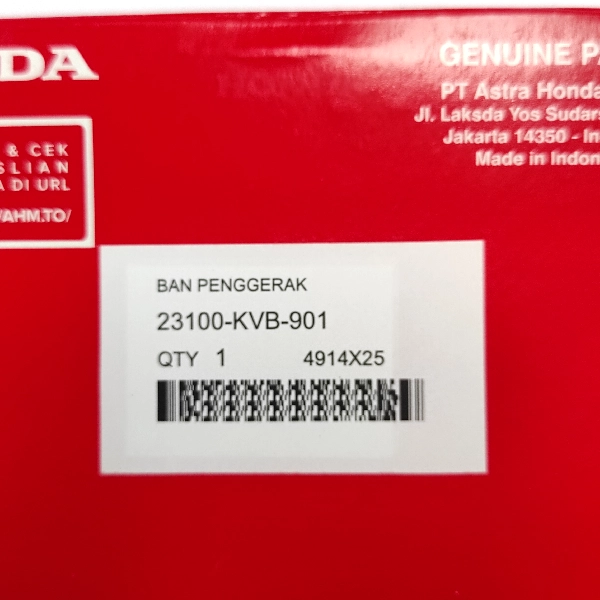 DA
GENUINE PA
PT Astra Honda
Jl. Laksda Yos Sudars
Jakarta 14350 - In
Made in Indon
& CEK
SLIAN
A DI URL
/AHM.TO/
BAN PENGGERAK
23100-KVB-901
QTY 1 4914X25